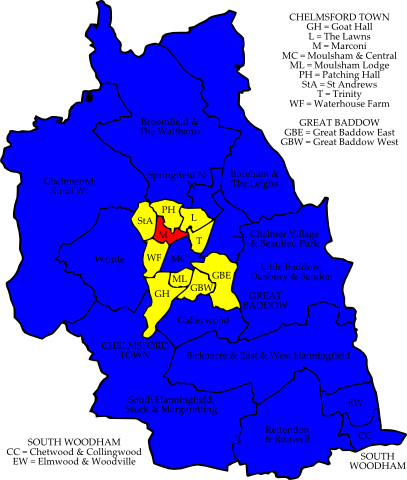 CHELMSFORD TOWN
GH = Goat Hall
L = The Lawns
M = Marconi
MC = Moulsham & Central
ML = Moulsham Lodge
PH = Patching Hall
StA = St Andrews
T = Trinity
WF = Waterhouse Farm
GREAT BADDOW
GBE = Great Baddow East
GBW = Great Baddow West
Broomfield &
The Walthams
Springfield N.
Boreham &
The Leighs
Chelmsford
Rural W.
PH
StA
L
M
T
Chelmer Village
& Beaulieu Park
Writtle
WF
MC
Little Baddow,
Danbury & Sandon
GBE
ML
GBW
GH
GREAT
BADDOW
Galleywood
CHELMSFORD
TOWN
Bicknacre & East & West Hanningfield
South Hanningfield,
Stock & Margaretting
EW
Rettendon
& Runwell
CC
SOUTH WOODHAM
CC = Chetwood & Collingwood
EW = Elmwood & Woodville
SOUTH
WOODHAM